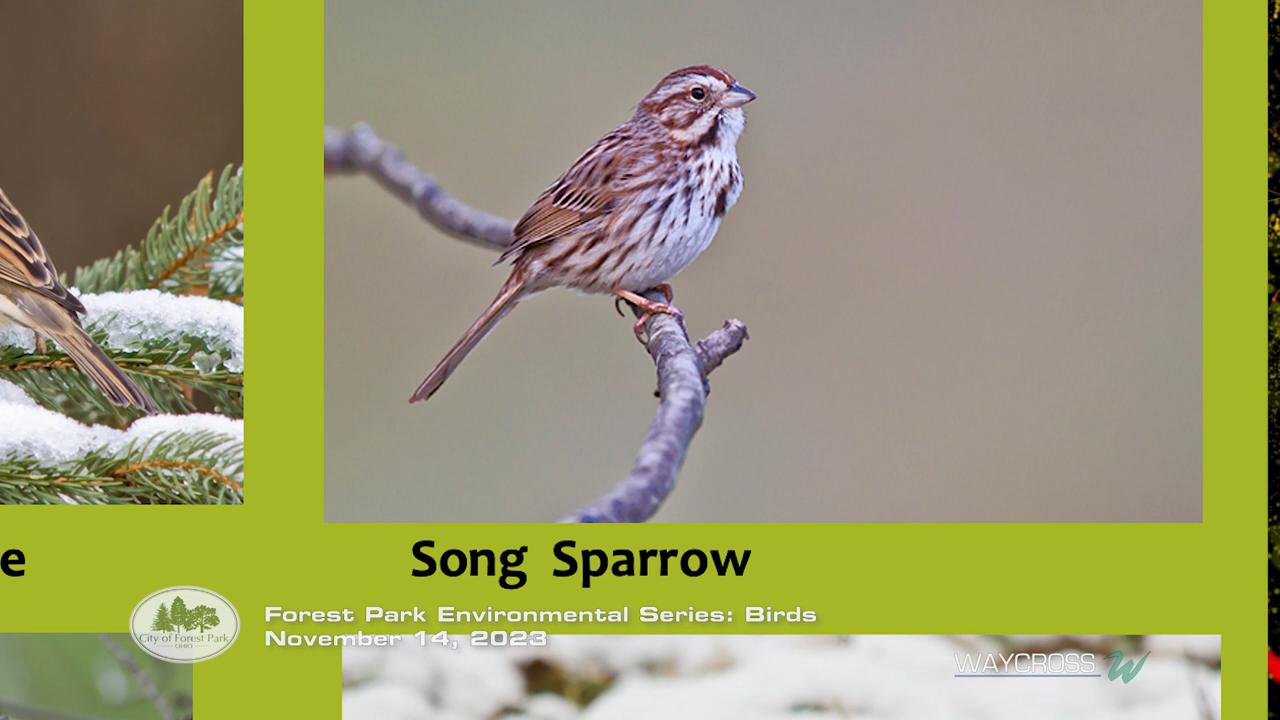 e
Song Sparrow
City of Forest Park
OHIO
Forest Park Environmental Series: Birds
November 14, 2023
WAYCROSS W